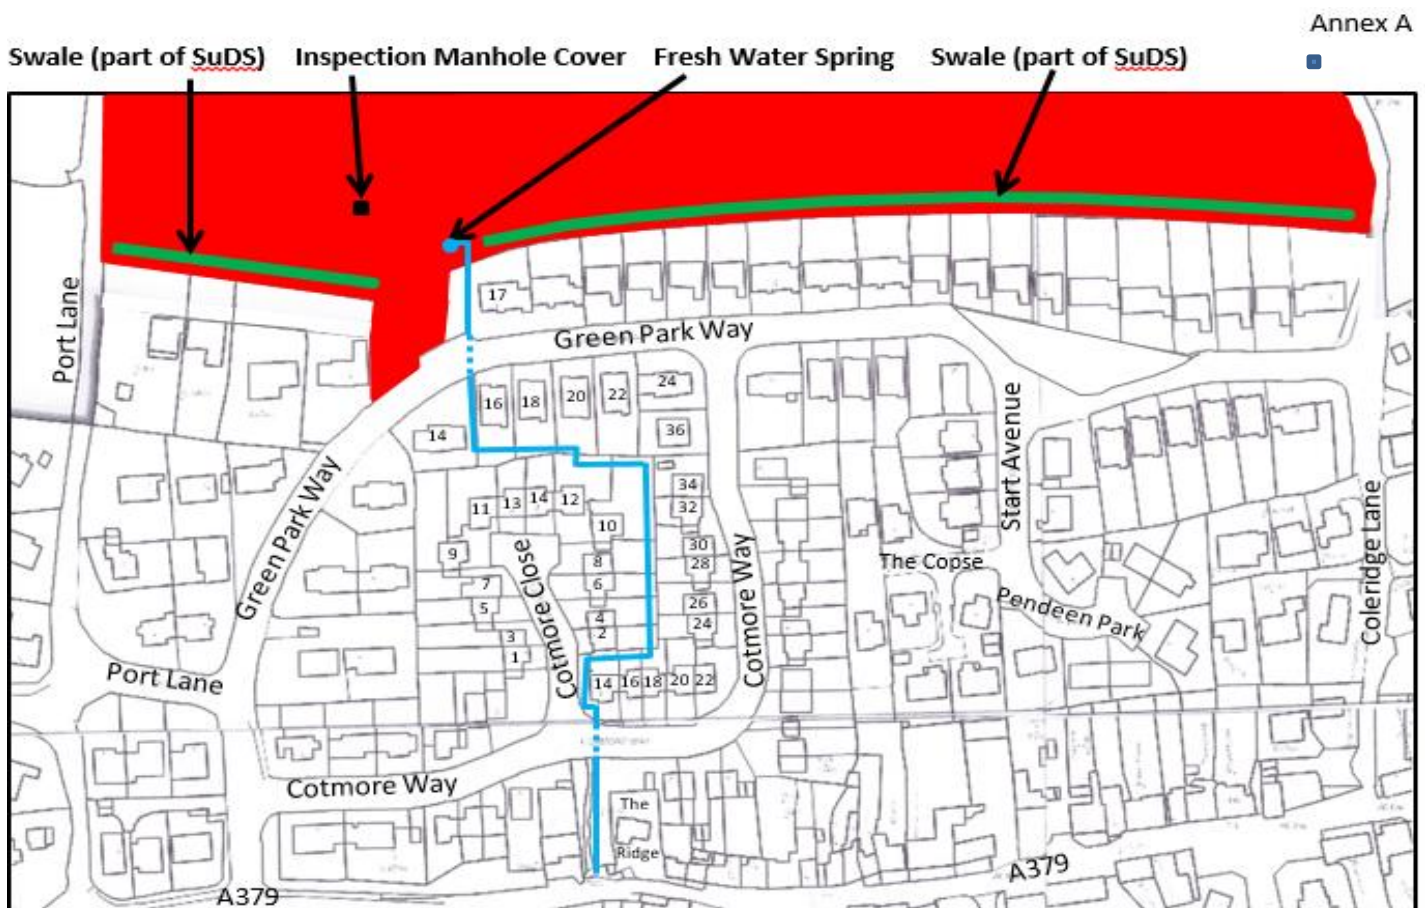 Annex A
Swale (part of SuDS)
Inspection Manhole Cover
Fresh Water Spring
Swale (part of SuDS)
Port Lane
17
Green Park Way
16
18
20
22
24
14
36
Green Park Way
11
13
14
12
10
34
32
9
Cotmore Close
8
30
28
Cotmore Way
7
6
5
26
24
4
2
3
1
14
16
18
20
22
Start Avenue
The Copse
Pendeen Park
Coleridge Lane
Port Lane
Cotmore Way
The
Ridge
A379
A379